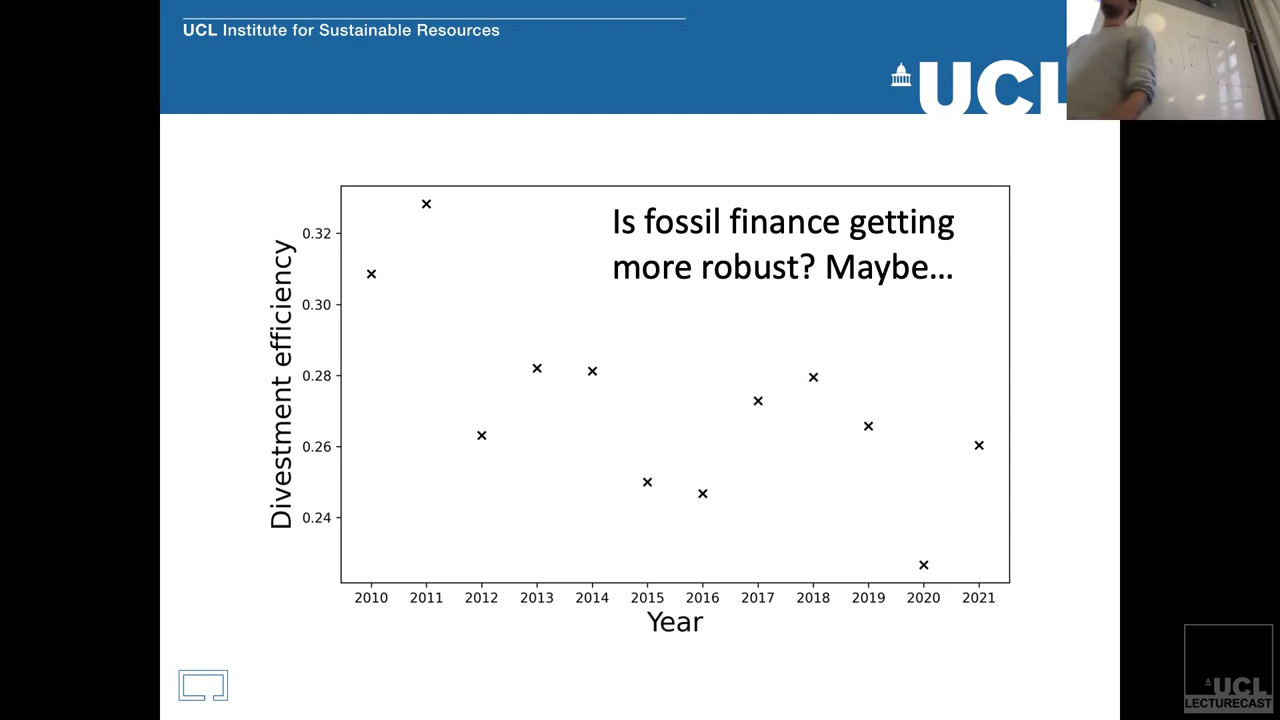 UCL Institute for Sustainable Resources
UCL
Is fossil finance getting
more robust? Maybe...
Divestment efficiency
0.32
0.30
0.28
0.26
0.24
2010 2011 2012 2013 2014 2015 2016 2017 2018 2019 2020 2021
Year
UCL
LECTURECAST